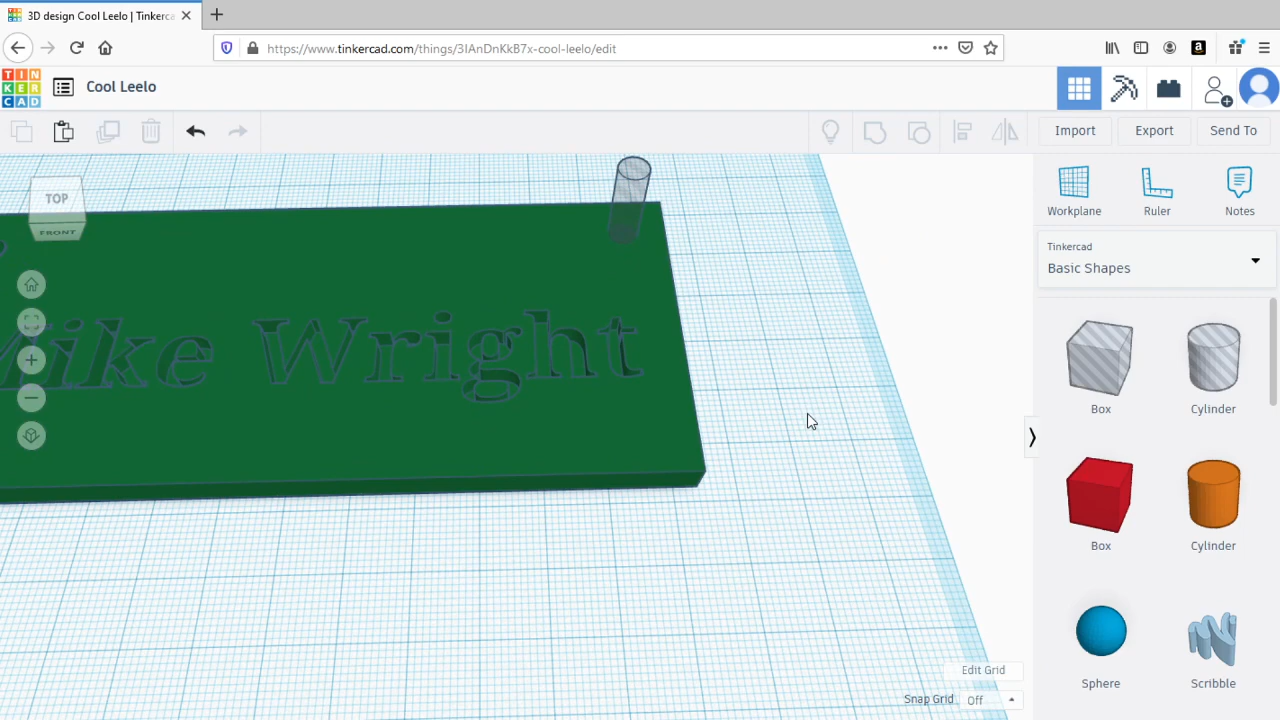 3D design Cool Leelo | Tinkerca
https://www.tinkercad.com/things/3IAnDnKkB7x-cool-leelo/edit
TIN
KER
CAD
Cool Leelo
Import
Export
Send To
TOP
FRONT
Mike Wright
Workplane
Ruler
Notes
Tinkercad
Basic Shapes
Box
Cylinder
Box
Cylinder
Sphere
Scribble
Edit Grid
Snap Grid
Off